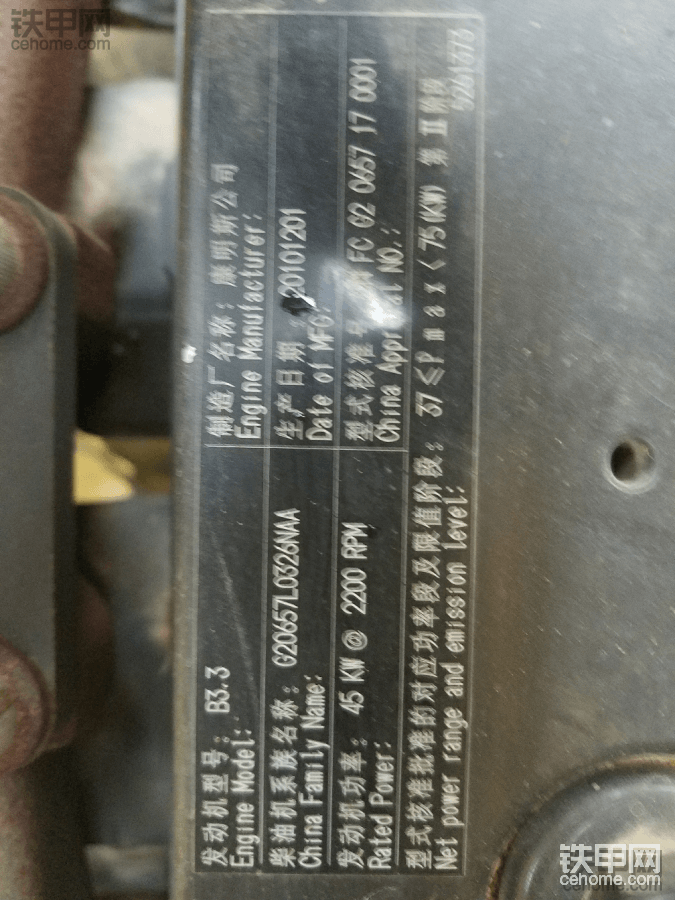 铁甲网
cehome.com
发动机型号: B3.3
Engine Model:
制造厂名称: 康明斯公司
Engine Manufacturer:
柴油机系族名称: G20657L0326NAA
China Family Name:
生产日期: 20101201
Date of MFG:
发动机功率: 45 KW @ 2200 RPM
Rated Power:
型式核准号 FC G2 0657 17 0001
China Approval NO.:
型式核准批准的对应功率段及限值阶段: 37≤Pmax<75(KW) 第II阶段
Net power range and emission level:
5261373
铁甲网
cehome.com